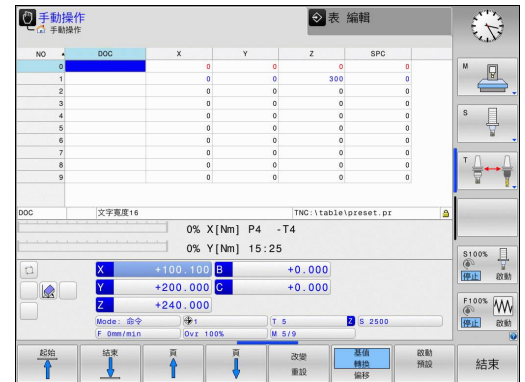 手動操作
手動操作
表 編輯
NO DOC X Y Z SPC
0 0 0 0 0
1 0 0 300 0
2 0 0 0 0
3 0 0 0 0
4 0 0 0 0
5 0 0 0 0
6 0 0 0 0
7 0 0 0 0
8 0 0 0 0
9 0 0 0 0
DOC 文字寬度16 TNC:\table\preset.pr
0% X[Nm] P4 -T4
0% Y[Nm] 15:25
X +100.100 B +0.000
Y +200.000 C +0.000
Z +240.000
Mode: 命令 1 T 5 Z S 2500
F 0mm/min Ovr 100% M 5/9
M
S
T
S100%
停止 啟動
F100%
停止 啟動
起始 結束 頁 頁 改變 重設 基值 轉換 偏移 啟動 預設 結束